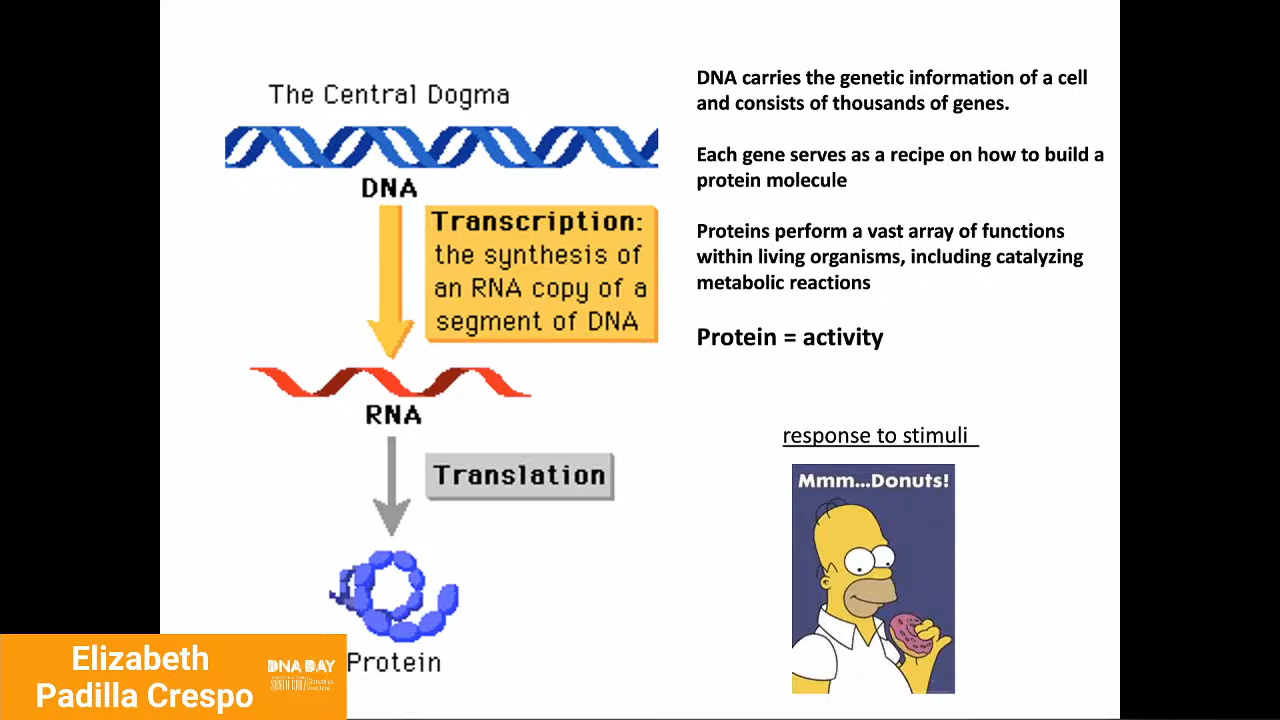 The Central Dogma
DNA
Transcription:
the synthesis of
an RNA copy of a
segment of DNA
RNA
Translation
Protein
DNA carries the genetic information of a cell
and consists of thousands of genes.
Each gene serves as a recipe on how to build a
protein molecule
Proteins perform a vast array of functions
within living organisms, including catalyzing
metabolic reactions
Protein = activity
response to stimuli
Mmm...Donuts!
Elizabeth
Padilla Crespo
DNA DAY